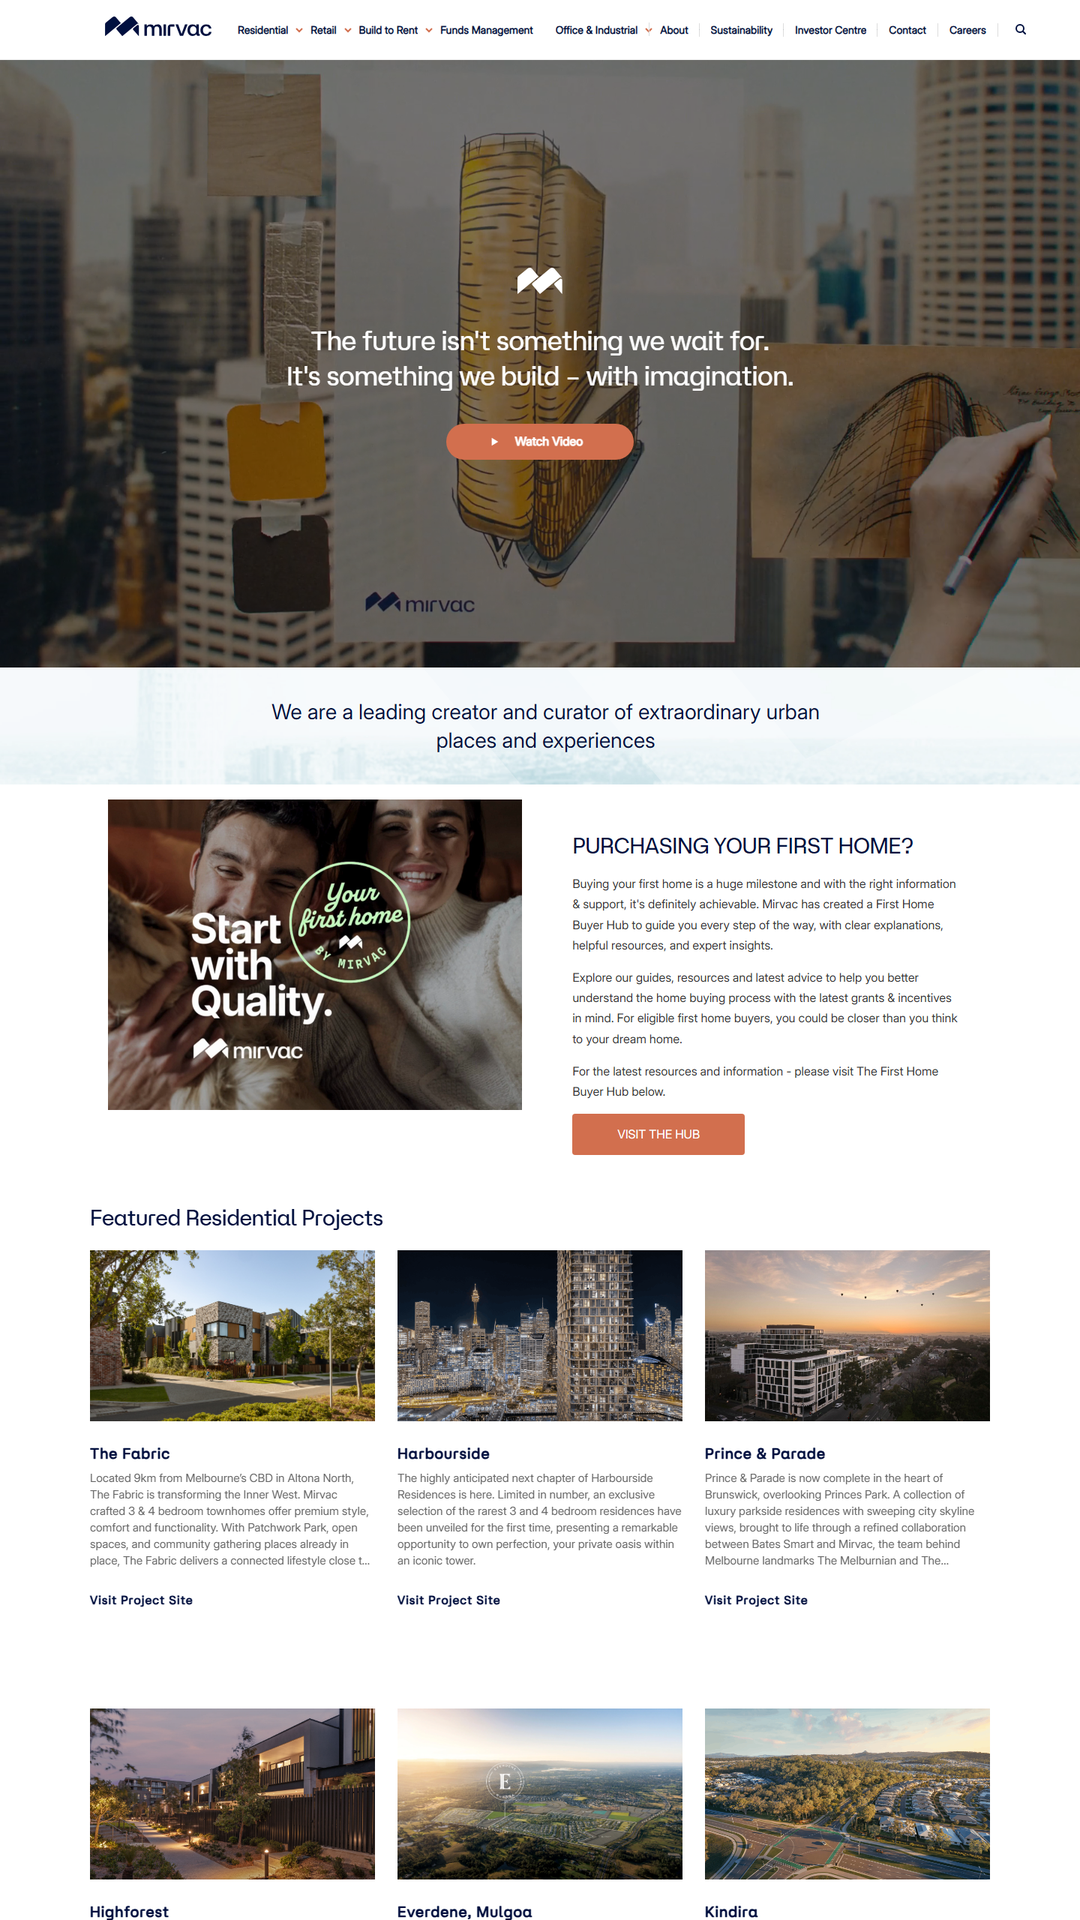 mirvac
Residential Retail Build to Rent Funds Management Office & Industrial About Sustainability Investor Centre Contact Careers
The future isn't something we wait for.
It's something we build – with imagination.
Watch Video
mirvac
We are a leading creator and curator of extraordinary urban
places and experiences
Your
first home
BY MIRVAC
Start
with
Quality.
mirvac
PURCHASING YOUR FIRST HOME?
Buying your first home is a huge milestone and with the right information
& support, it's definitely achievable. Mirvac has created a First Home
Buyer Hub to guide you every step of the way, with clear explanations,
helpful resources, and expert insights.
Explore our guides, resources and latest advice to help you better
understand the home buying process with the latest grants & incentives
in mind. For eligible first home buyers, you could be closer than you think
to your dream home.
For the latest resources and information - please visit The First Home
Buyer Hub below.
VISIT THE HUB
Featured Residential Projects
The Fabric
Located 9km from Melbourne's CBD in Altona North,
The Fabric is transforming the Inner West. Mirvac
crafted 3 & 4 bedroom townhomes offer premium style,
comfort and functionality. With Patchwork Park, open
spaces, and community gathering places already in
place, The Fabric delivers a connected lifestyle close t...
Visit Project Site
Harbourside
The highly anticipated next chapter of Harbourside
Residences is here. Limited in number, an exclusive
selection of the rarest 3 and 4 bedroom residences have
been unveiled for the first time, presenting a remarkable
opportunity to own perfection, your private oasis within
an iconic tower.
Visit Project Site
Prince & Parade
Prince & Parade is now complete in the heart of
Brunswick, overlooking Princes Park. A collection of
luxury parkside residences with sweeping city skyline
views, brought to life through a refined collaboration
between Bates Smart and Mirvac, the team behind
Melbourne landmarks The Melburnian and The...
Visit Project Site
E
Highforest
Everdene, Mulgoa
Kindira